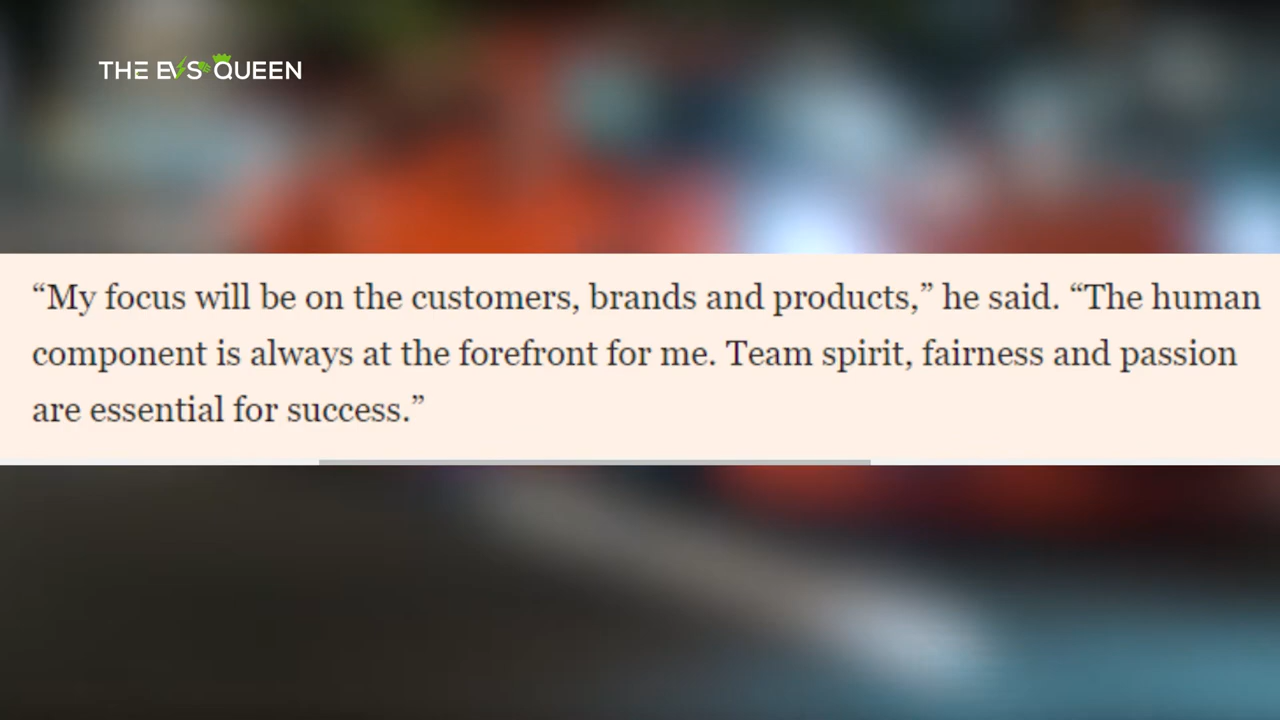 THE EVS QUEEN
“My focus will be on the customers, brands and products,” he said. “The human
component is always at the forefront for me. Team spirit, fairness and passion
are essential for success.”